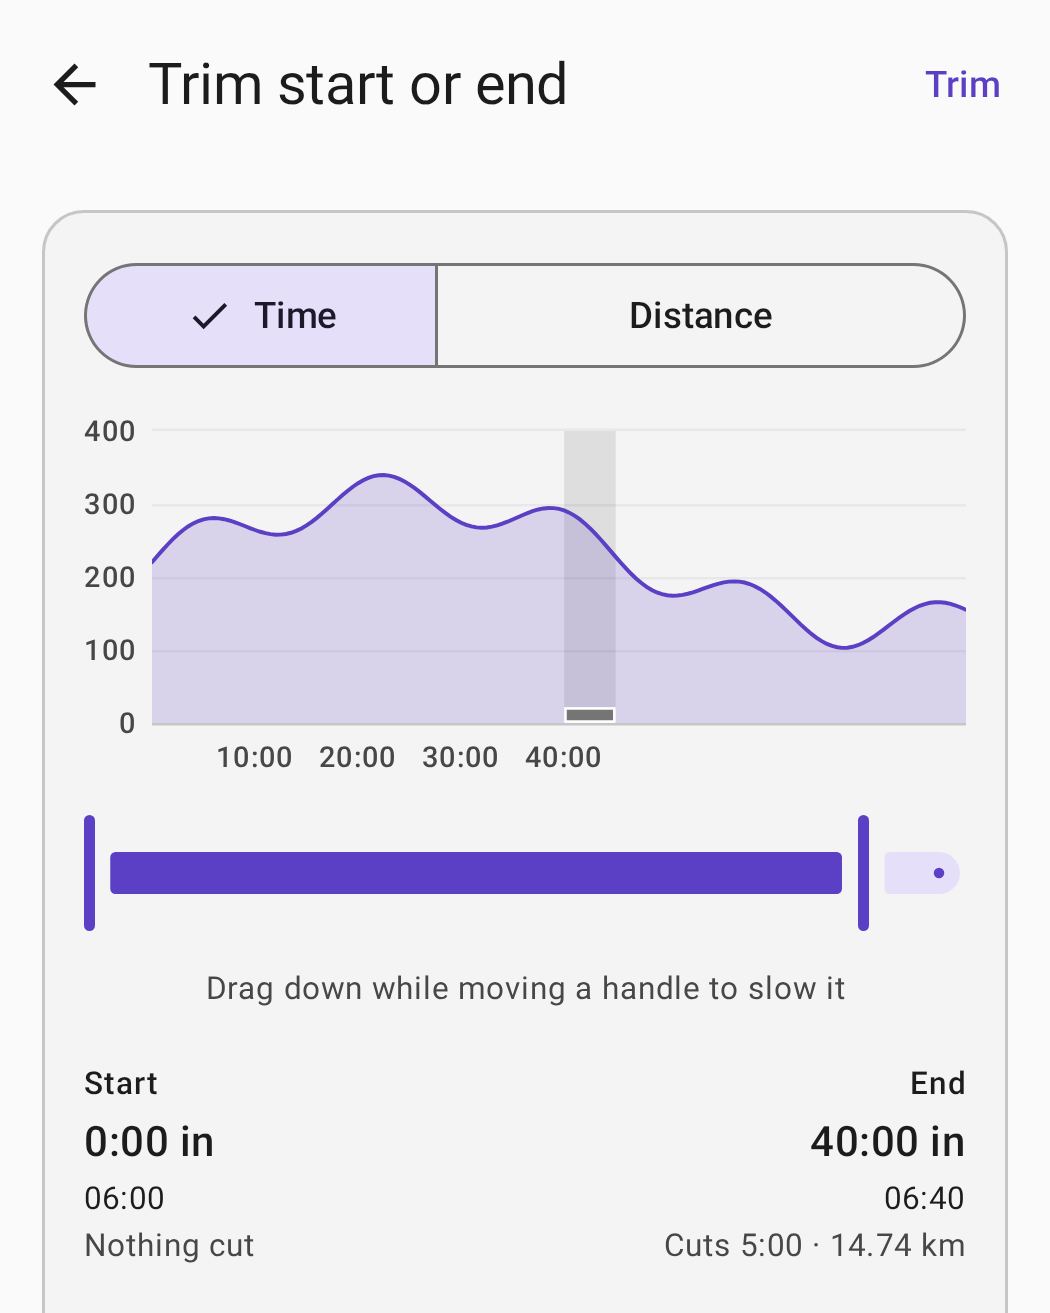 Trim start or end
Trim
Time
Distance
400
300
200
100
0
10:00 20:00 30:00 40:00
Drag down while moving a handle to slow it
Start
End
0:00 in
40:00 in
06:00
06:40
Nothing cut
Cuts 5:00 · 14.74 km